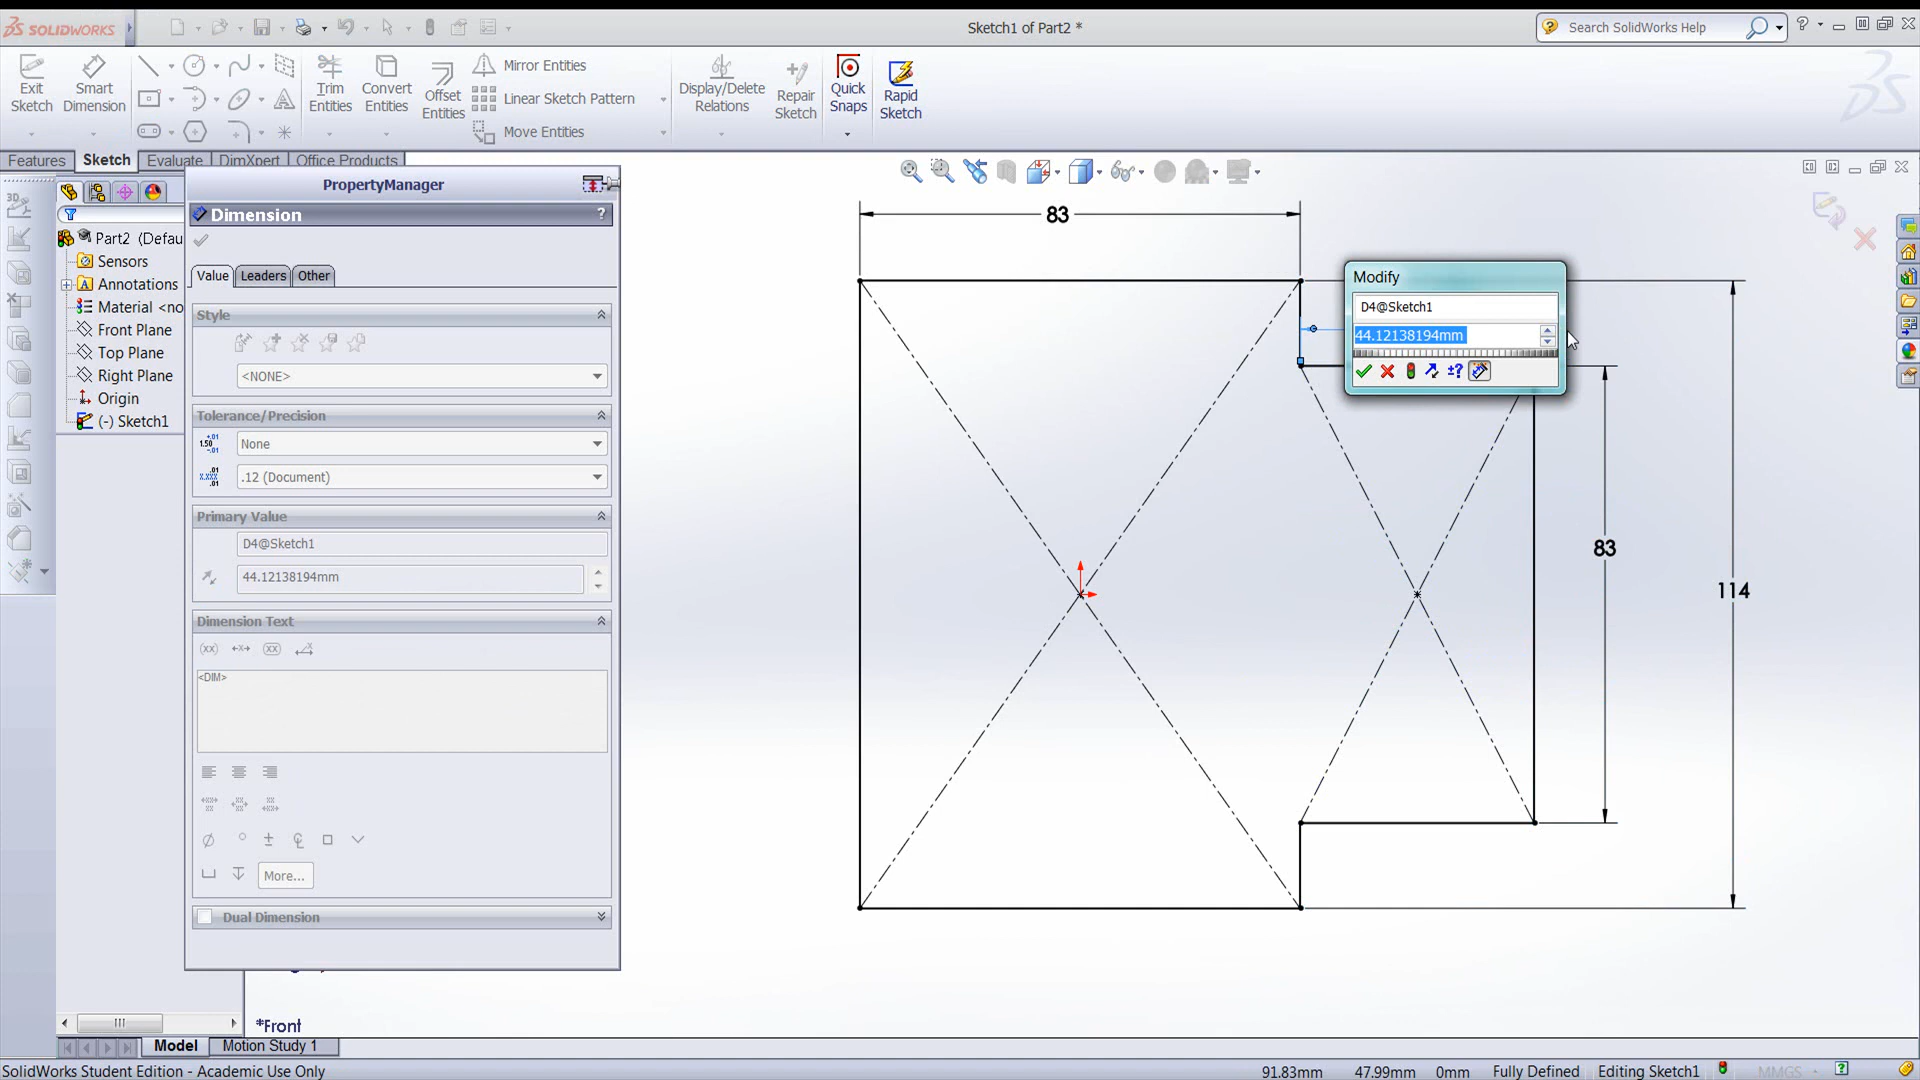 SOLIDWORKS
Sketch1 of Part2 *
Search SolidWorks Help
Exit Sketch
Smart Dimension
Trim Entities
Convert Entities
Offset Entities
Mirror Entities
Linear Sketch Pattern
Move Entities
Display/Delete Relations
Repair Sketch
Quick Snaps
Rapid Sketch
Features
Sketch
Evaluate
DimXpert
Office Products
PropertyManager
Dimension
?
Value
Leaders
Other
Style
<NONE>
Tolerance/Precision
None
.12 (Document)
Primary Value
D4@Sketch1
44.12138194mm
Dimension Text
<DIM>
More...
Dual Dimension
Part2 (Defau
Sensors
Annotations
Material <no
Front Plane
Top Plane
Right Plane
Origin
(-) Sketch1
83
Modify
D4@Sketch1
44.12138194mm
83
114
*Front
Model
Motion Study 1
SolidWorks Student Edition - Academic Use Only
91.83mm
47.99mm
0mm
Fully Defined
Editing Sketch1
MMGS